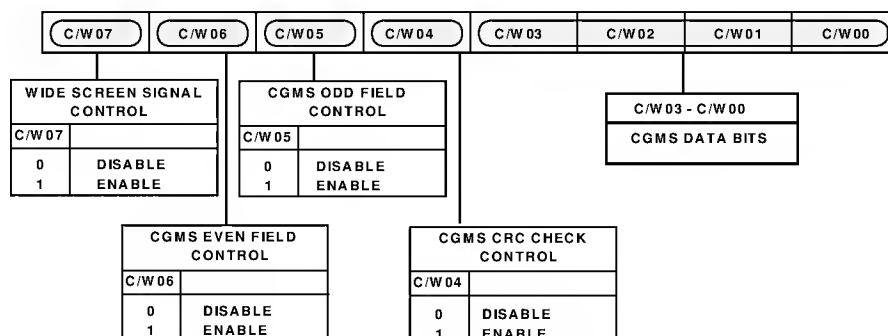 C/W07 C/W06 C/W05 C/W04 C/W03 C/W02 C/W01 C/W00
WIDE SCREEN SIGNAL
CONTROL
C/W07
0 DISABLE
1 ENABLE
CGMS ODD FIELD
CONTROL
C/W05
0 DISABLE
1 ENABLE
C/W03 - C/W00
CGMS DATA BITS
CGMS EVEN FIELD
CONTROL
C/W06
0 DISABLE
1 ENABLE
CGMS CRC CHECK
CONTROL
C/W04
0 DISABLE
1 ENABLE